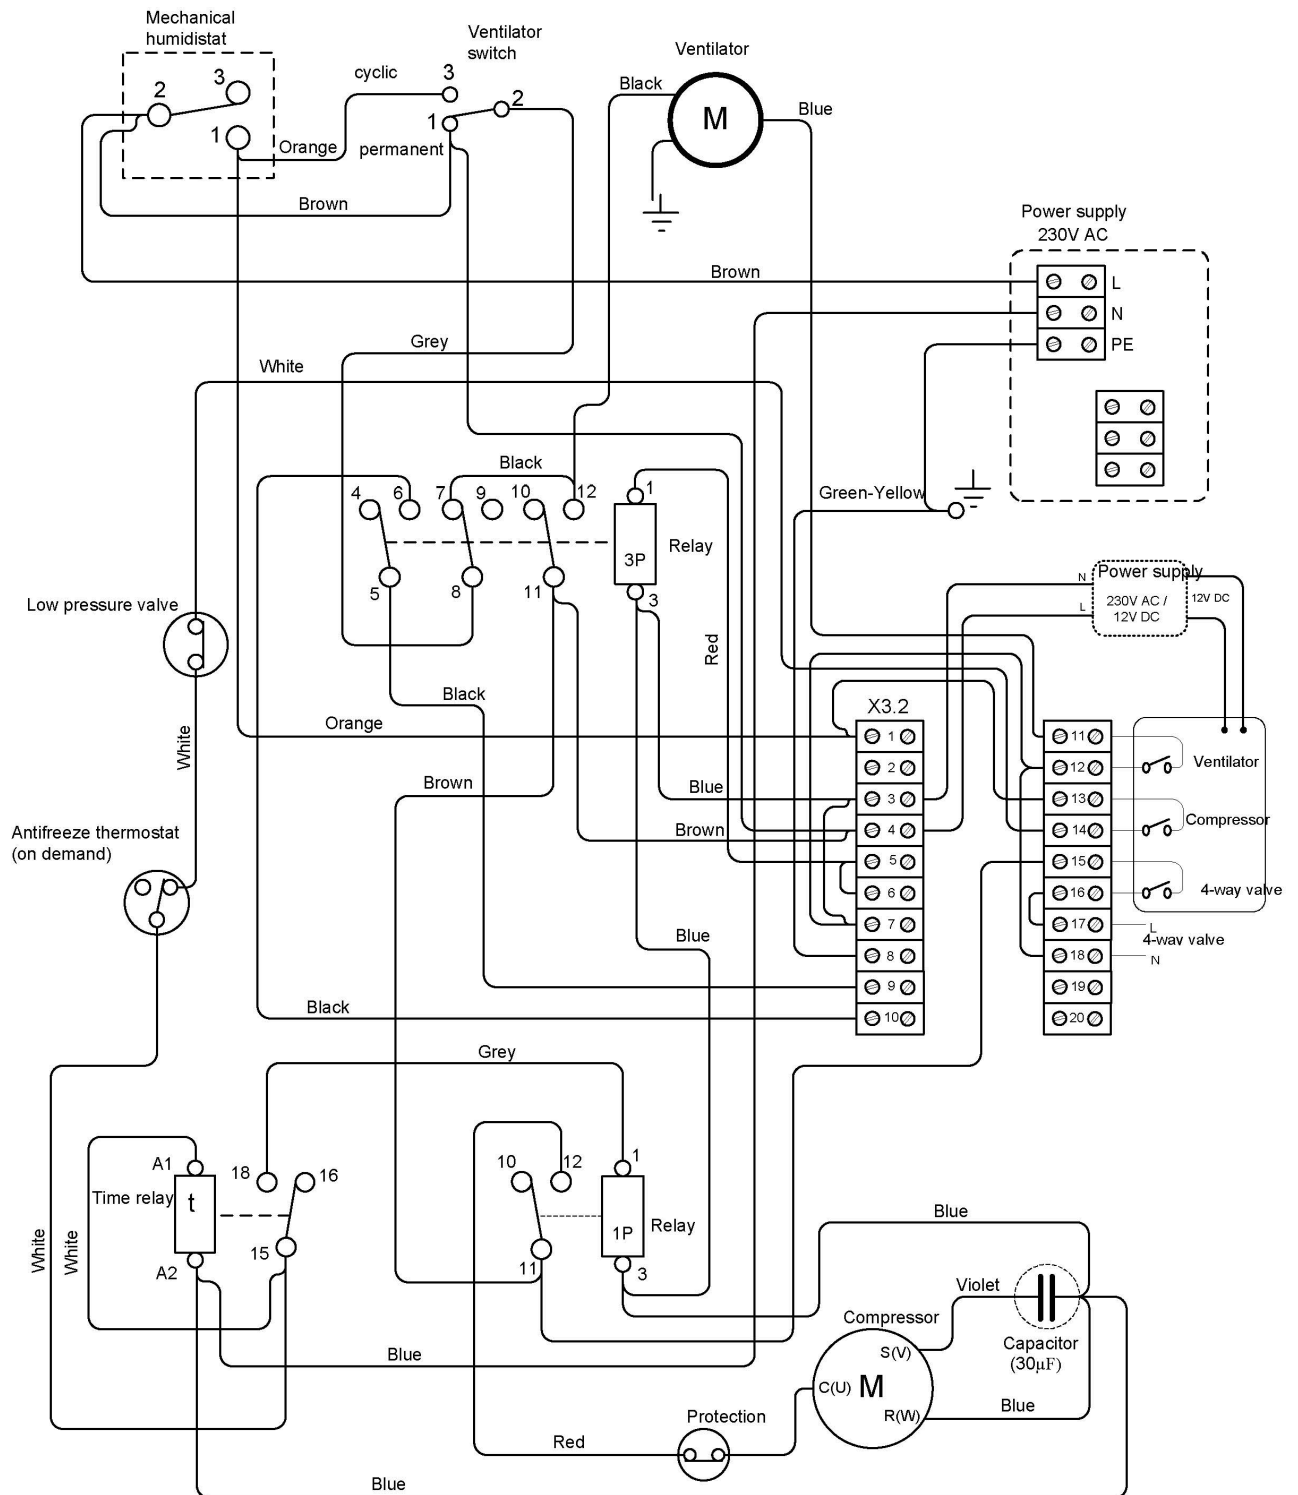 Mechanical
humidistat
Ventilator
switch
Ventilator
cyclic
3
2
3
2
1
1
permanent
Orange
Black
M
Blue
Brown
Power supply
230V AC
Brown
L
N
PE
Grey
White
Black
4
6
7
9
10
12
1
Green-Yellow
3P
Relay
5
8
11
3
Low pressure valve
Red
N
L
Power supply
230V AC /
12V DC
12V DC
Black
Orange
White
X3.2
Brown
Blue
Brown
1
2
3
4
5
6
7
8
9
10
11
12
13
14
15
16
17
18
19
20
Ventilator
Compressor
4-way valve
L
4-wav valve
N
Antifreeze thermostat
(on demand)
Blue
Black
Grey
A1
18
16
Time relay
t
15
A2
White
White
10
12
1
1P
Relay
11
3
Blue
Violet
Capacitor
(30µF)
Compressor
S(V)
C(U)
M
R(W)
Blue
Blue
Protection
Red
Blue